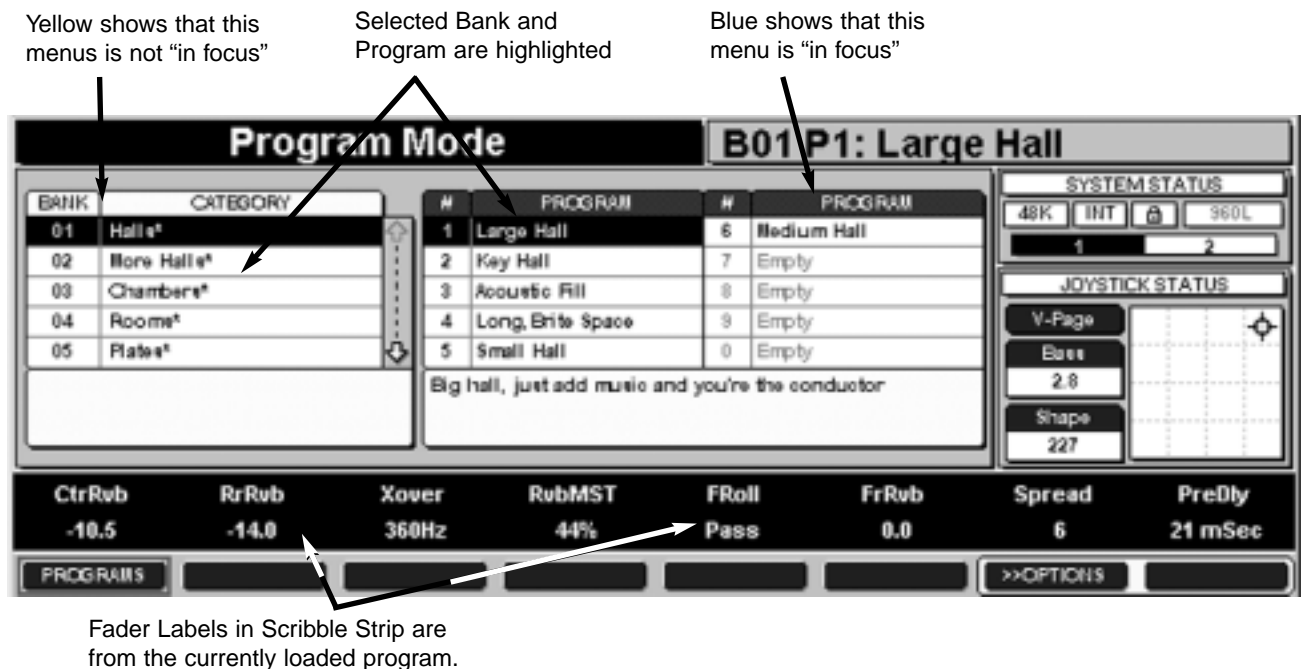 Yellow shows that this
menus is not “in focus”
Selected Bank and
Program are highlighted
Blue shows that this
menu is “in focus”
Program Mode
B01 P1: Large Hall
BANK CATEGORY
01 Halls*
02 More Halls*
03 Chambers*
04 Rooms*
05 Plates*
# PROGRAM # PROGRAM
1 Large Hall 6 Medium Hall
2 Key Hall 7 Empty
3 Acoustic Fill 8 Empty
4 Long, Brite Space 9 Empty
5 Small Hall 0 Empty
Big hall, just add music and you're the conductor
SYSTEM STATUS
48K INT 960L
1 2
JOYSTICK STATUS
V-Page
Bass
2.8
Shape
227
CtrRvb RrRvb Xover RvbMST FRoll FrRvb Spread PreDly
-10.5 -14.0 360Hz 44% Pass 0.0 6 21 mSec
PROGRAMS >>OPTIONS
Fader Labels in Scribble Strip are
from the currently loaded program.